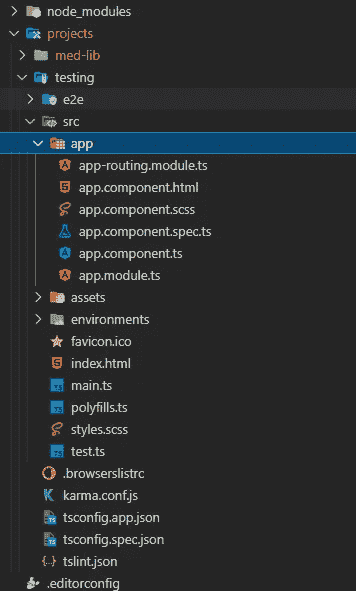 node_modules
projects
med-lib
testing
e2e
src
app
app-routing.module.ts
app.component.html
app.component.scss
app.component.spec.ts
app.component.ts
app.module.ts
assets
environments
favicon.ico
index.html
main.ts
polyfills.ts
styles.scss
test.ts
.browserslistrc
karma.conf.js
tsconfig.app.json
tsconfig.spec.json
tslint.json
.editorconfig